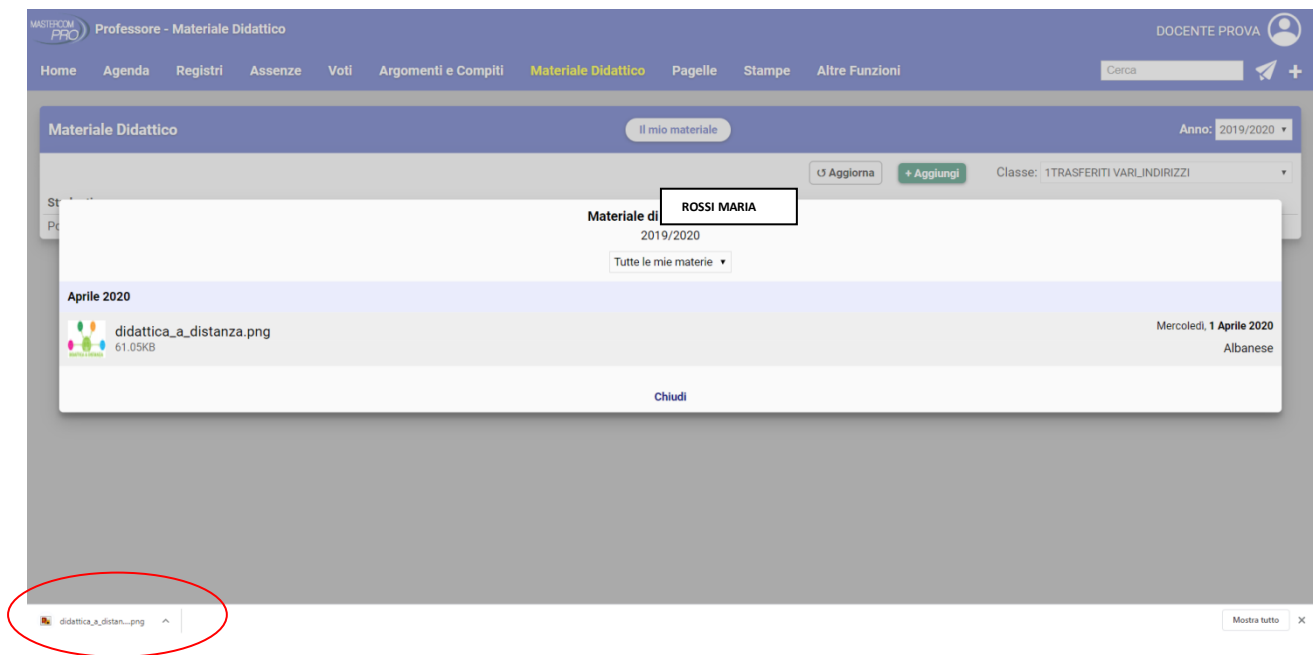 MASTERCOM PRO Professore - Materiale Didattico DOCENTE PROVA
Home Agenda Registri Assenze Voti Argomenti e Compiti Materiale Didattico Pagelle Stampe Altre Funzioni Cerca +
Materiale Didattico Il mio materiale Anno: 2019/2020
Aggiorna + Aggiungi Classe: 1TRASFERITI VARI_INDIRIZZI
Materiale di ROSSI MARIA
2019/2020
Tutte le mie materie
Aprile 2020
didattica_a_distanza.png Mercoledì, 1 Aprile 2020
61.05KB Albanese
Chiudi
didattica_a_distan....png Mostra tutto